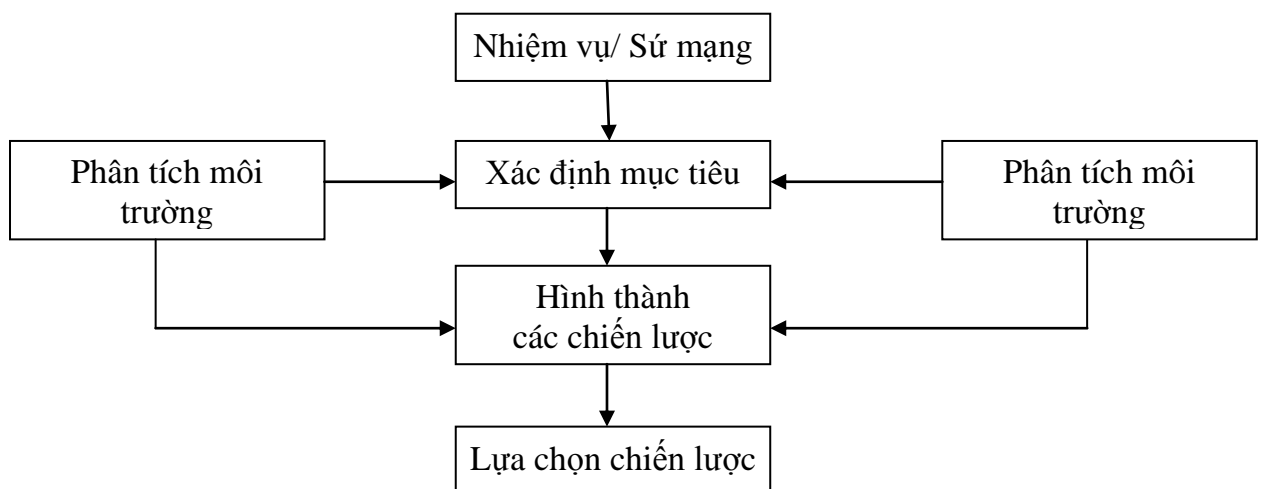 Nhiệm vụ/ Sứ mạng
Phân tích môi
trường
Xác định mục tiêu
Phân tích môi
trường
Hình thành
các chiến lược
Lựa chọn chiến lược